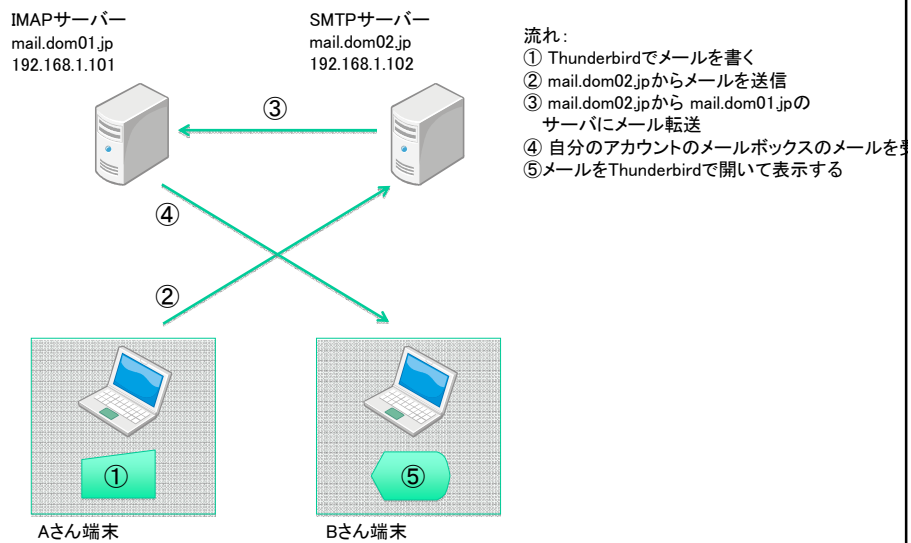 IMAPサーバー
mail.dom01.jp
192.168.1.101
SMTPサーバー
mail.dom02.jp
192.168.1.102
流れ:
① Thunderbirdでメールを書く
② mail.dom02.jpからメールを送信
③ mail.dom02.jpから mail.dom01.jpの
サーバにメール転送
④ 自分のアカウントのメールボックスのメールを
⑤メールをThunderbirdで開いて表示する
③
④
②
①
⑤
Aさん端末
Bさん端末